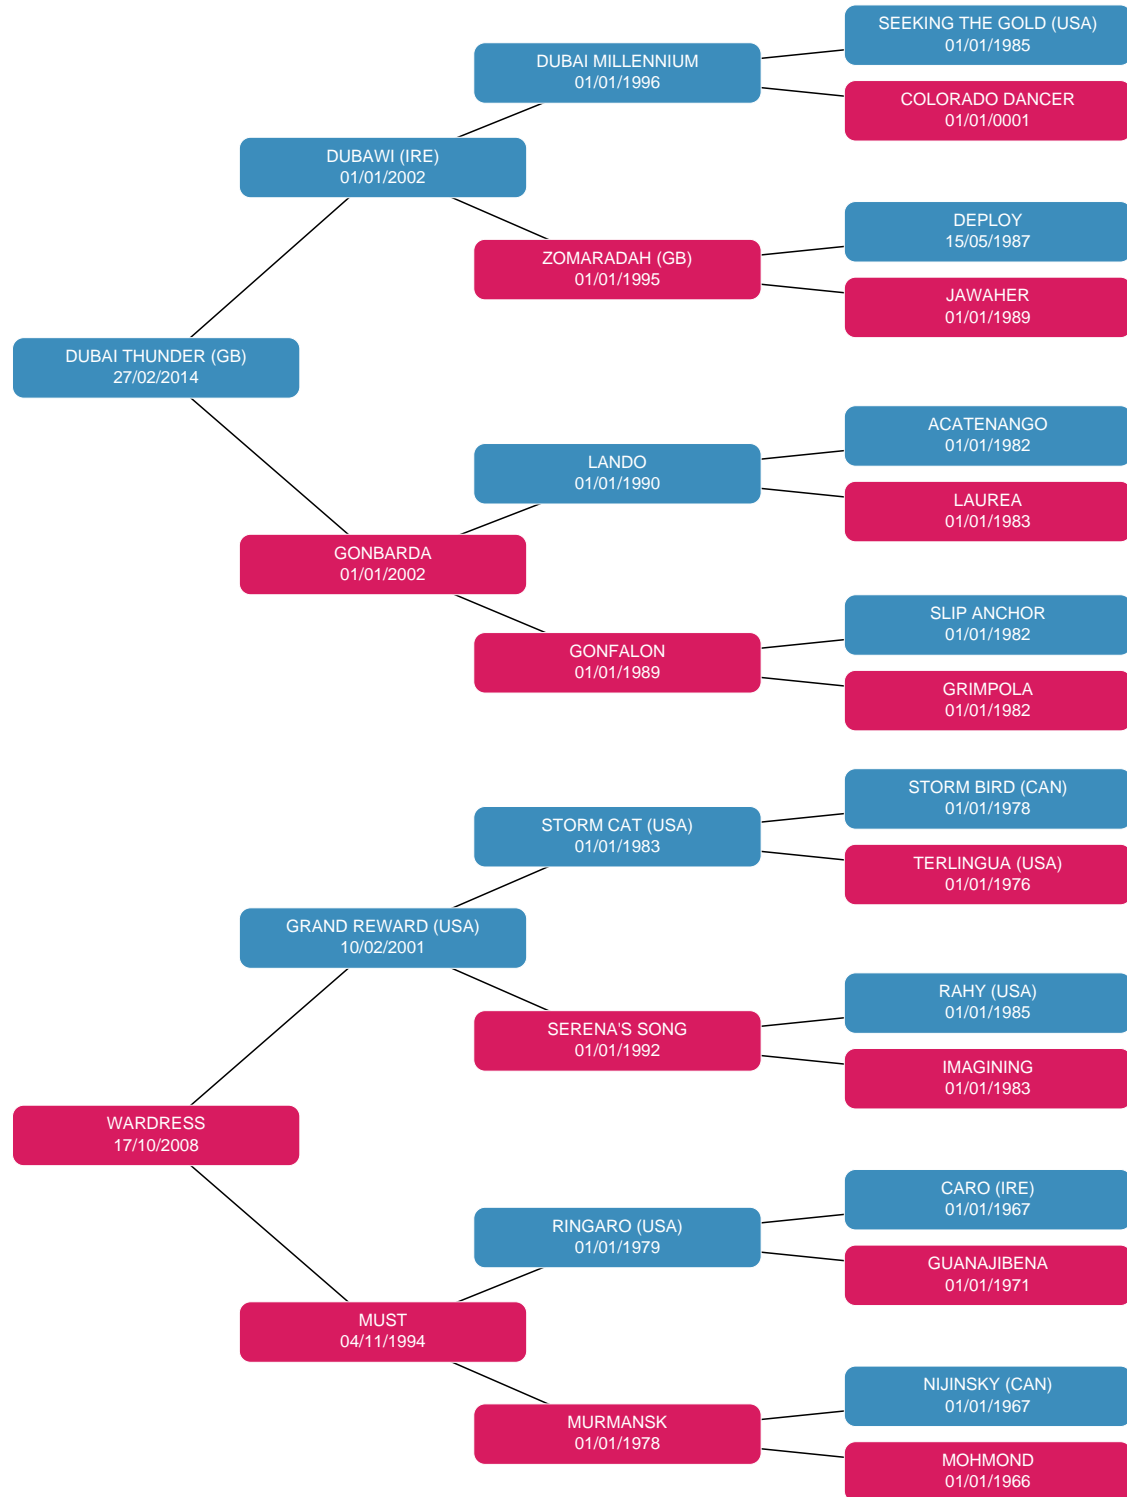 SEEKING THE GOLD (USA)
01/01/1985
DUBAI MILLENNIUM
01/01/1996
COLORADO DANCER
01/01/0001
DUBAWI (IRE)
01/01/2002
DEPLOY
15/05/1987
ZOMARADAH (GB)
01/01/1995
JAWAHER
01/01/1989
DUBAI THUNDER (GB)
27/02/2014
ACATENANGO
01/01/1982
LANDO
01/01/1990
LAUREA
01/01/1983
GONBARDA
01/01/2002
SLIP ANCHOR
01/01/1982
GONFALON
01/01/1989
GRIMPOLA
01/01/1982
STORM BIRD (CAN)
01/01/1978
STORM CAT (USA)
01/01/1983
TERLINGUA (USA)
01/01/1976
GRAND REWARD (USA)
10/02/2001
RAHY (USA)
01/01/1985
SERENA'S SONG
01/01/1992
IMAGINING
01/01/1983
WARDRESS
17/10/2008
CARO (IRE)
01/01/1967
RINGARO (USA)
01/01/1979
GUANAJIBENA
01/01/1971
MUST
04/11/1994
NIJINSKY (CAN)
01/01/1967
MURMANSK
01/01/1978
MOHMOND
01/01/1966